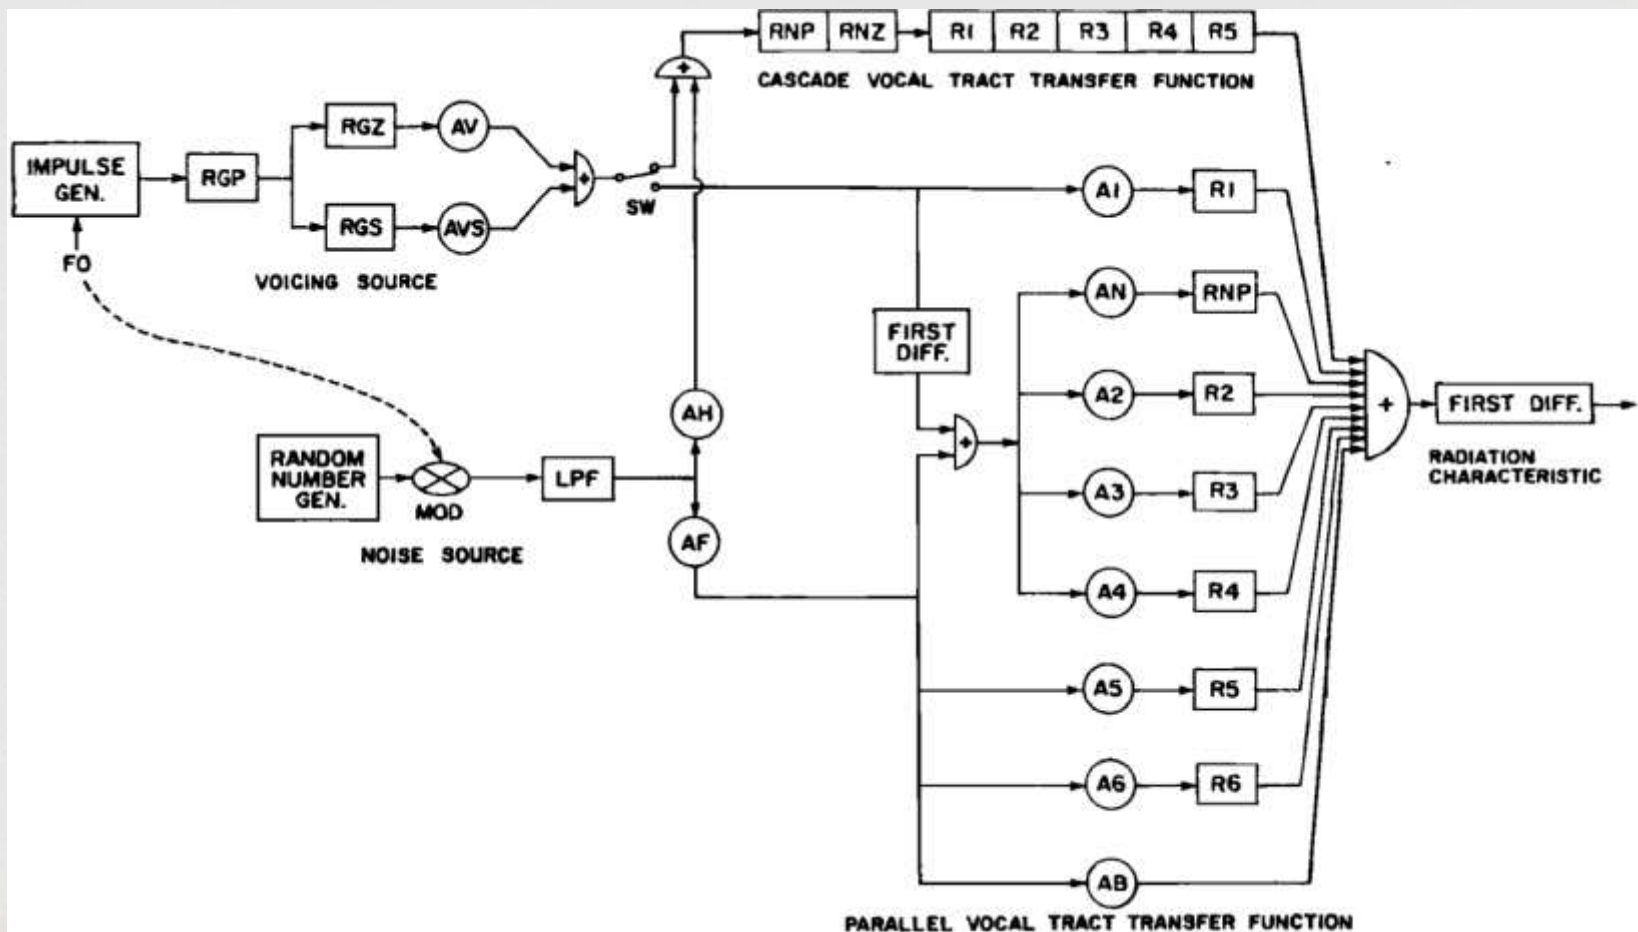 RNP RNZ R1 R2 R3 R4 R5
CASCADE VOCAL TRACT TRANSFER FUNCTION
+
IMPULSE
GEN.
RGP
RGZ
AV
RGS
AVS
+
SW
FO
VOICING SOURCE
A1
R1
AN
RNP
FIRST
DIFF.
A2
R2
+
FIRST DIFF.
RADIATION
CHARACTERISTIC
AH
+
RANDOM
NUMBER
GEN.
MOD
LPF
NOISE SOURCE
AF
A3
R3
A4
R4
A5
R5
A6
R6
AB
PARALLEL VOCAL TRACT TRANSFER FUNCTION